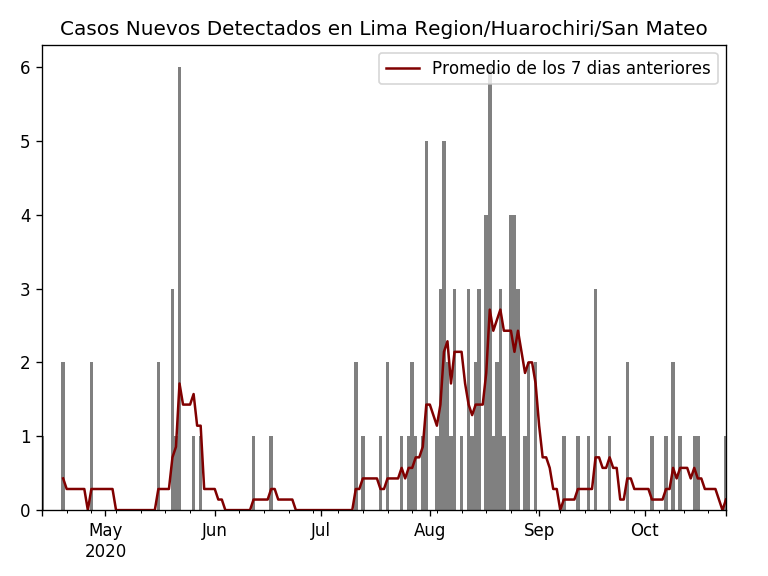 Casos Nuevos Detectados en Lima Region/Huarochiri/San Mateo
Promedio de los 7 dias anteriores
6
5
4
3
2
1
0
May Jun Jul Aug Sep Oct
2020